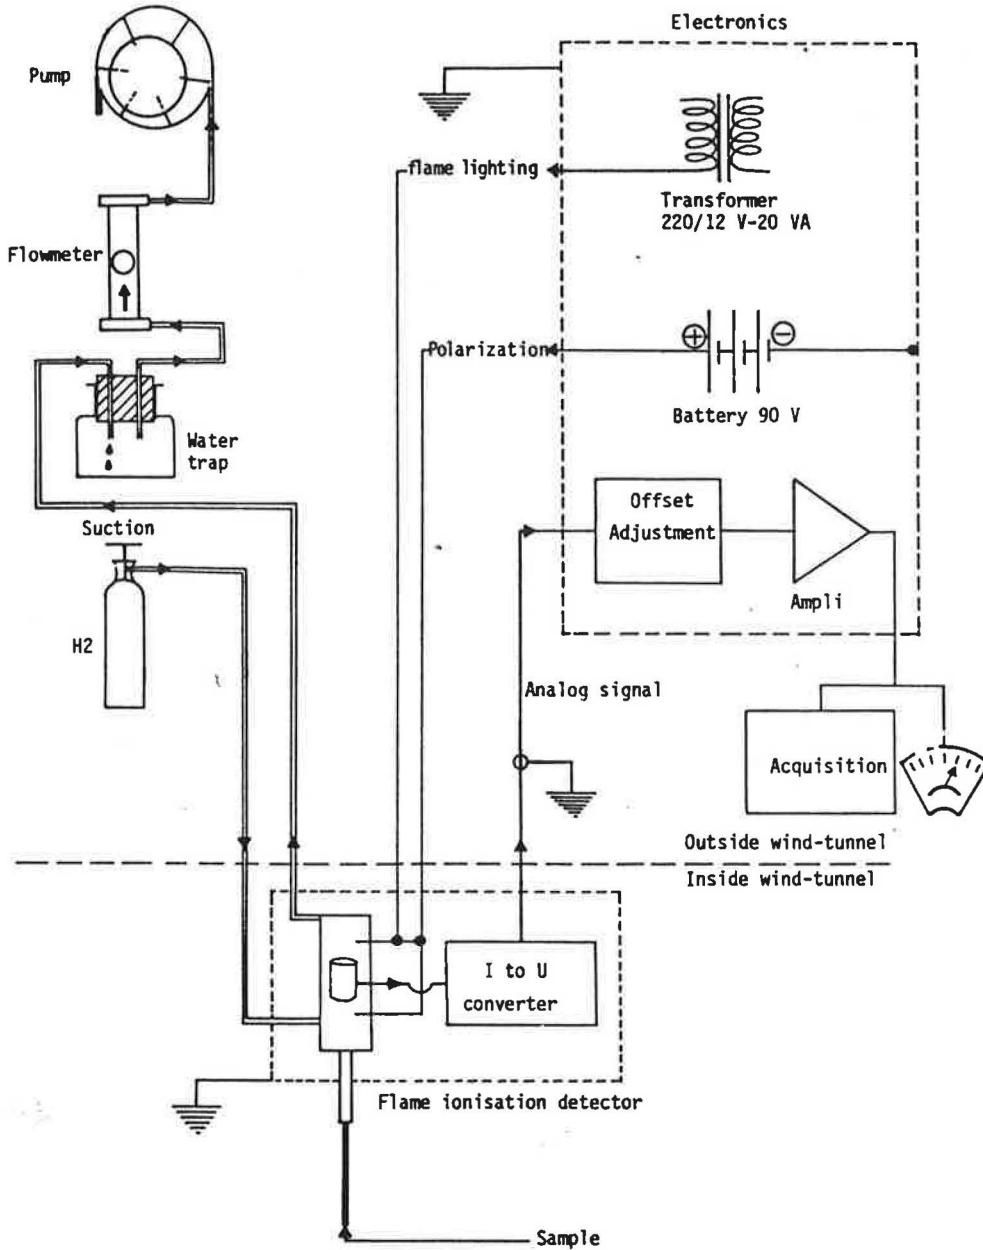 Electronics
Pump
flame lighting
Transformer
220/12 V-20 VA
Flowmeter
Polarization
+
−
Battery 90 V
Water
trap
Suction
Offset
Adjustment
Ampli
H2
Analog signal
Acquisition
Outside wind-tunnel
Inside wind-tunnel
I to U
converter
Flame ionisation detector
Sample